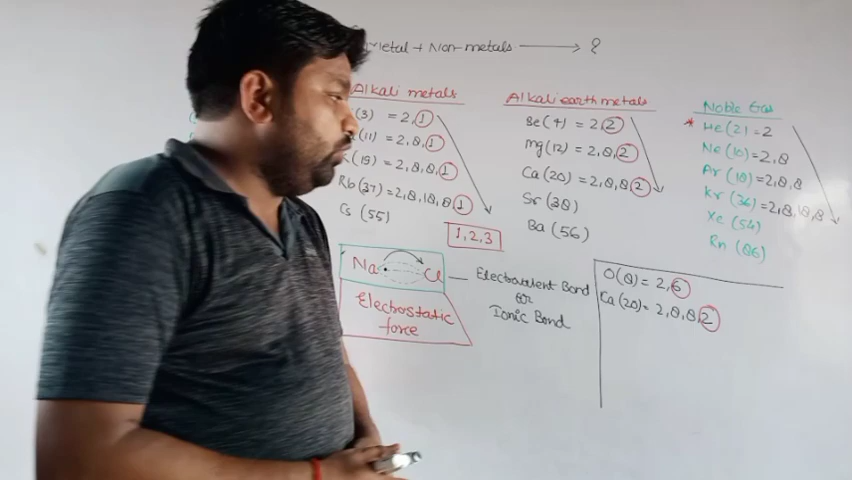 Metal + Non-metals → ?
Alkali metals
(3) = 2,1
(11) = 2,8,1
(19) = 2,8,8,1
Rb (37) = 2,8,18,8,1
Cs (55)
1,2,3
Alkali earth metals
Be (4) = 2,2
Mg (12) = 2,8,2
Ca (20) = 2,8,8,2
Sr (38)
Ba (56)
Noble Gas
* He (2) = 2
Ne (10) = 2,8
Ar (18) = 2,8,8
Kr (36) = 2,8,18,8
Xe (54)
Rn (86)
Na Cl
Electrostatic
force
Electrovalent Bond
or
Ionic Bond
O (8) = 2,6
Ca (20) = 2,8,8,2